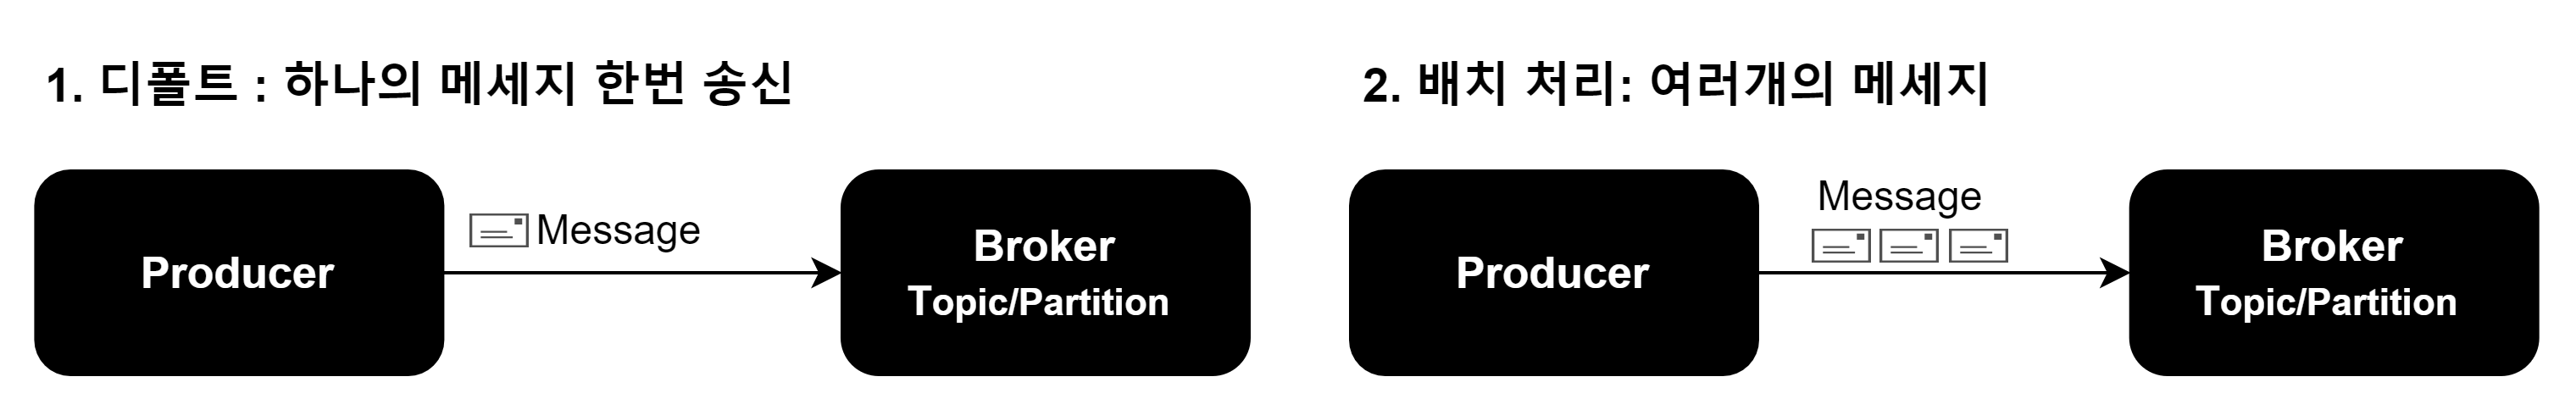 1. 디폴트 : 하나의 메세지 한번 송신
Producer
Message
Broker
Topic/Partition
2. 배치 처리: 여러개의 메세지
Producer
Message
Broker
Topic/Partition